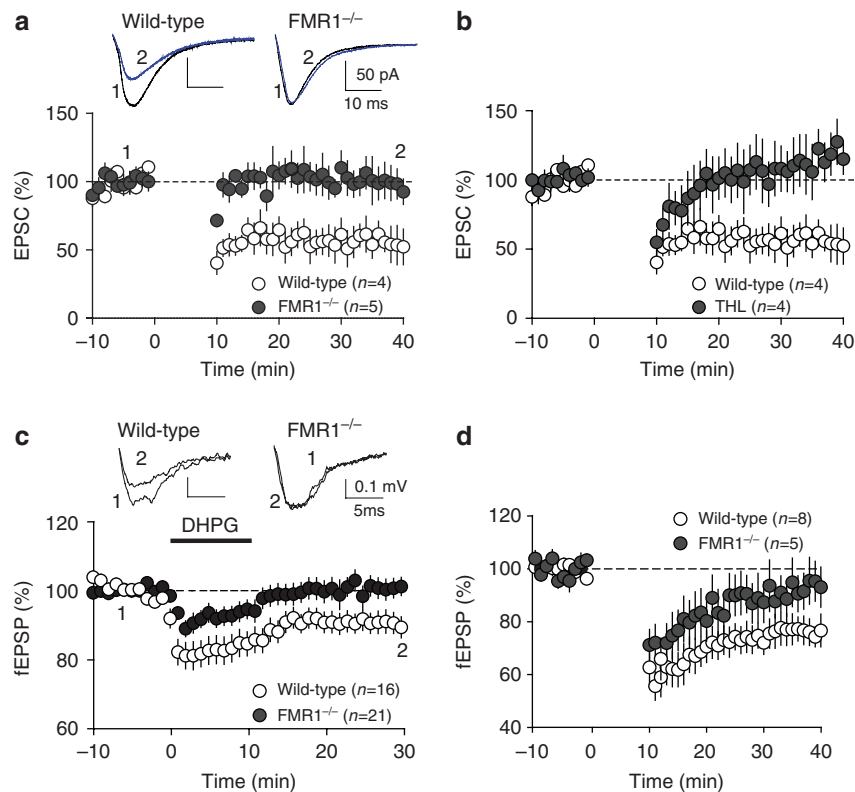 a
Wild-type
FMR1–/–
2
1
2
1
50 pA
10 ms
150
100
50
0
EPSC (%)
1
2
Wild-type (n=4)
FMR1–/– (n=5)
–10 0 10 20 30 40
Time (min)
b
150
100
50
0
EPSC (%)
Wild-type (n=4)
THL (n=4)
–10 0 10 20 30 40
Time (min)
c
Wild-type
FMR1–/–
2
1
1
2
0.1 mV
5ms
DHPG
120
100
80
60
fEPSP (%)
1
2
Wild-type (n=16)
FMR1–/– (n=21)
–10 0 10 20 30
Time (min)
d
120
100
80
60
40
fEPSP (%)
Wild-type (n=8)
FMR1–/– (n=5)
–10 0 10 20 30 40
Time (min)